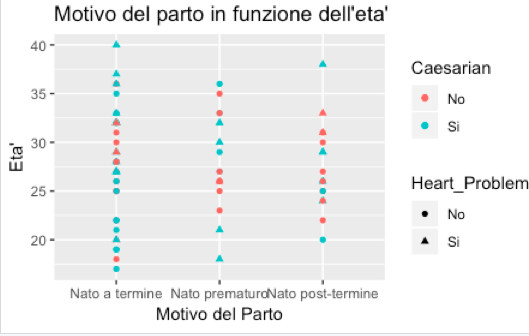 Motivo del parto in funzione dell'eta'
40
35
30
25
20
Eta'
Nato a termine
Nato prematuro
Nato post-termine
Motivo del Parto
Caesarian
No
Si
Heart_Problem
No
Si